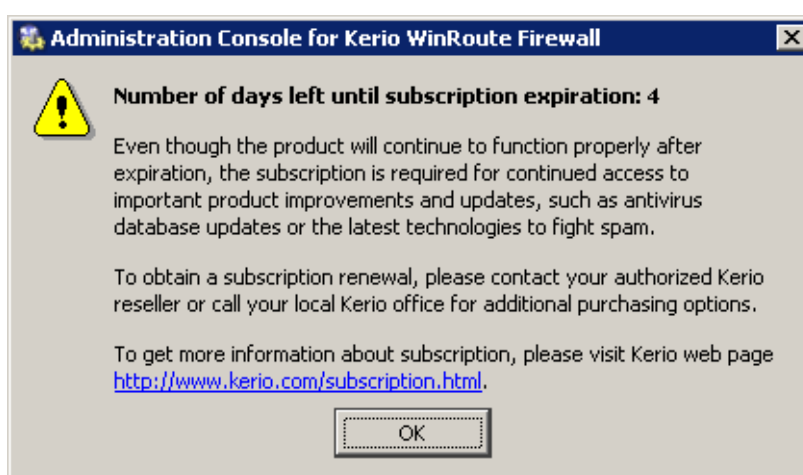 Administration Console for Kerio WinRoute Firewall
Number of days left until subscription expiration: 4
Even though the product will continue to function properly after
expiration, the subscription is required for continued access to
important product improvements and updates, such as antivirus
database updates or the latest technologies to fight spam.
To obtain a subscription renewal, please contact your authorized Kerio
reseller or call your local Kerio office for additional purchasing options.
To get more information about subscription, please visit Kerio web page
http://www.kerio.com/subscription.html.
OK